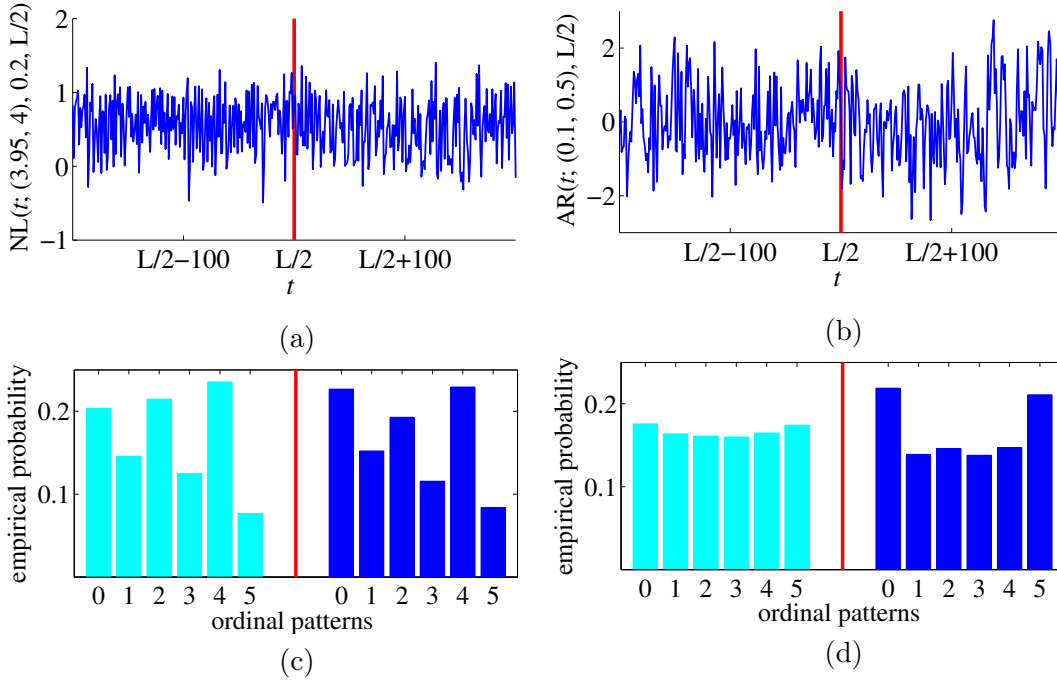 NL(t; (3.95, 4), 0.2, L/2)
2
1
0
−1
L/2−100 L/2 L/2+100
t
(a)
AR(t; (0.1, 0.5), L/2)
2
0
−2
L/2−100 L/2 L/2+100
t
(b)
empirical probability
0.2
0.1
0 1 2 3 4 5 0 1 2 3 4 5
ordinal patterns
(c)
empirical probability
0.2
0.1
0 1 2 3 4 5 0 1 2 3 4 5
ordinal patterns
(d)